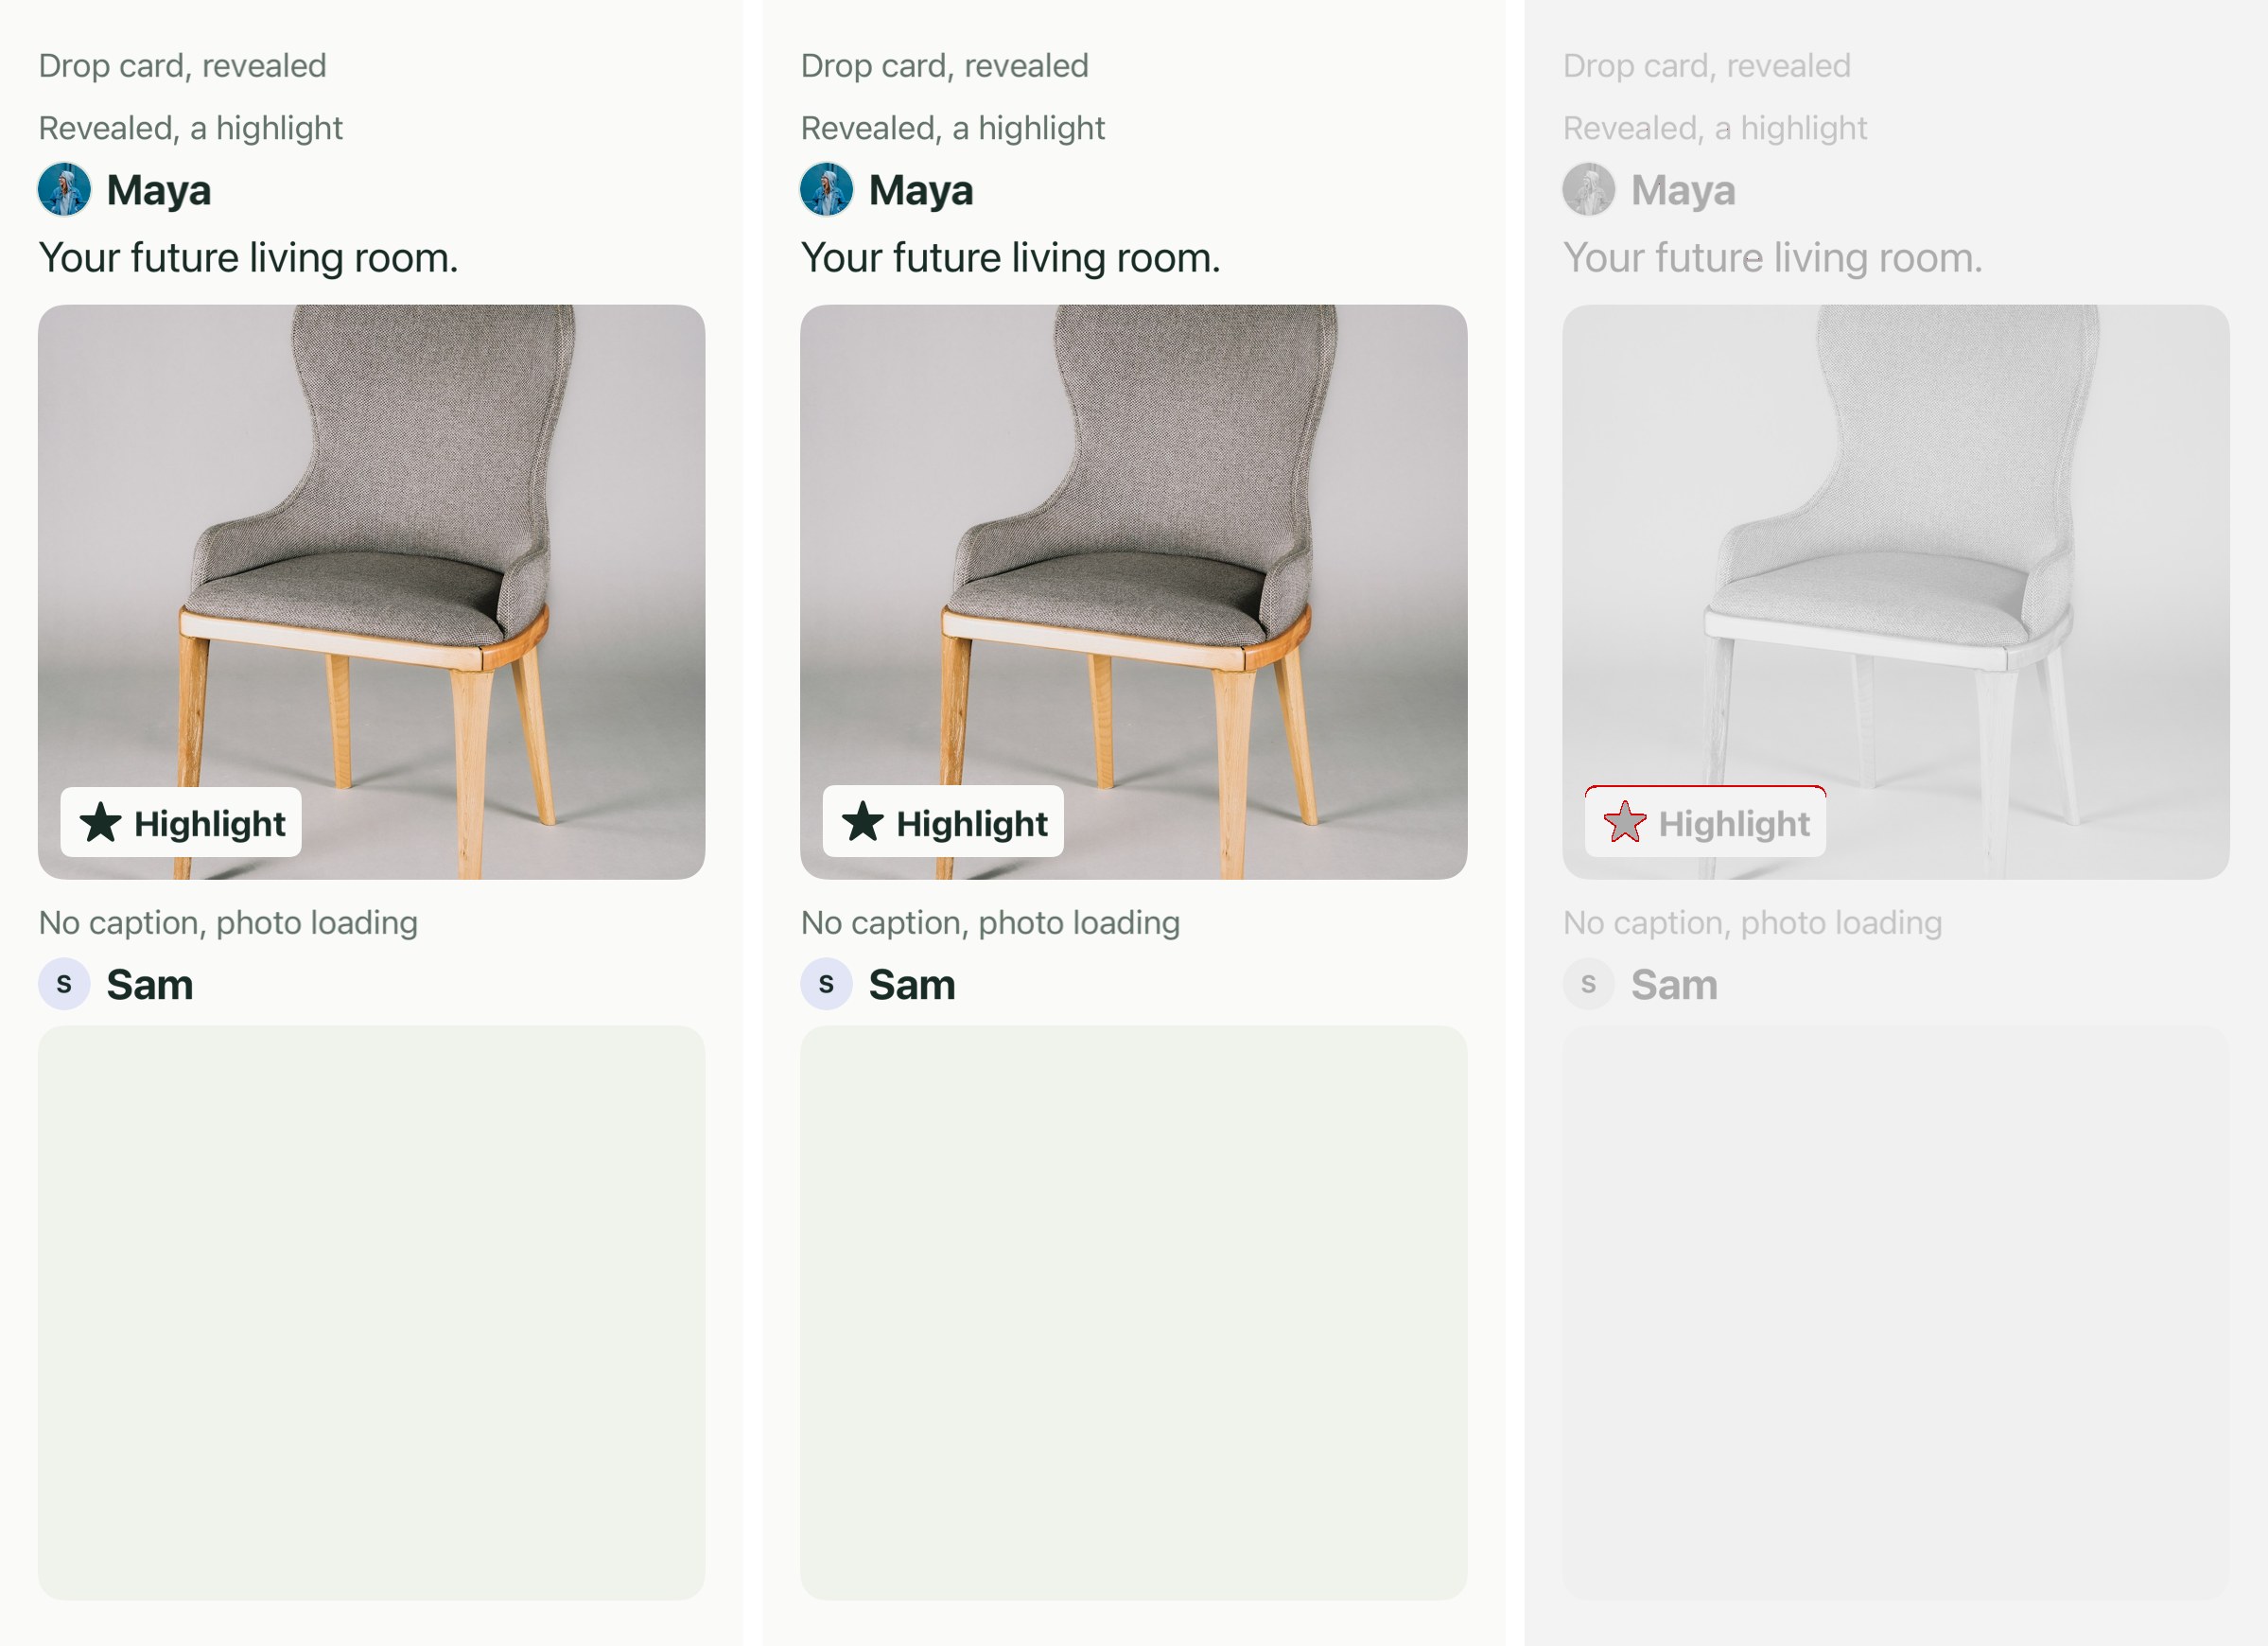 Drop card, revealed
Revealed, a highlight
Maya
Your future living room.
Highlight
No caption, photo loading
S
Sam
Drop card, revealed
Revealed, a highlight
Maya
Your future living room.
Highlight
No caption, photo loading
S
Sam
Drop card, revealed
Revealed, a highlight
Maya
Your future living room.
Highlight
No caption, photo loading
S
Sam